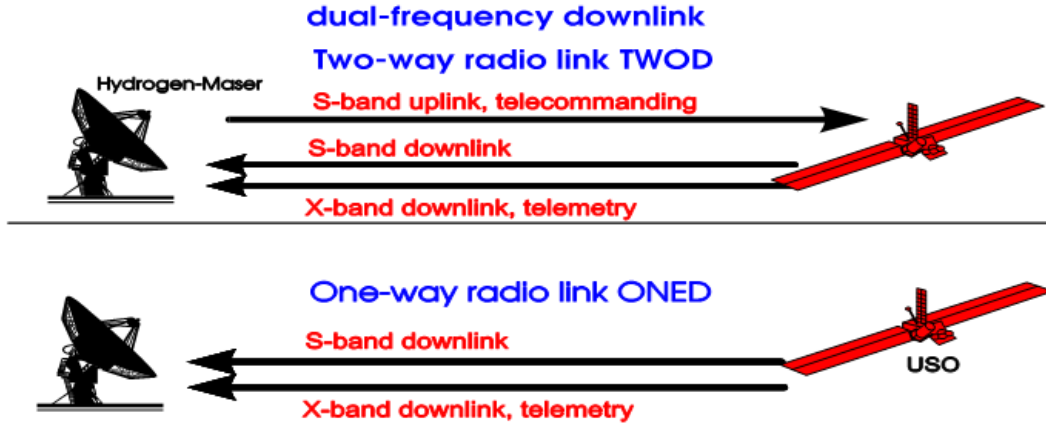 dual-frequency downlink
Two-way radio link TWOD
Hydrogen-Maser
S-band uplink, telecommanding
S-band downlink
X-band downlink, telemetry
One-way radio link ONED
S-band downlink
USO
X-band downlink, telemetry